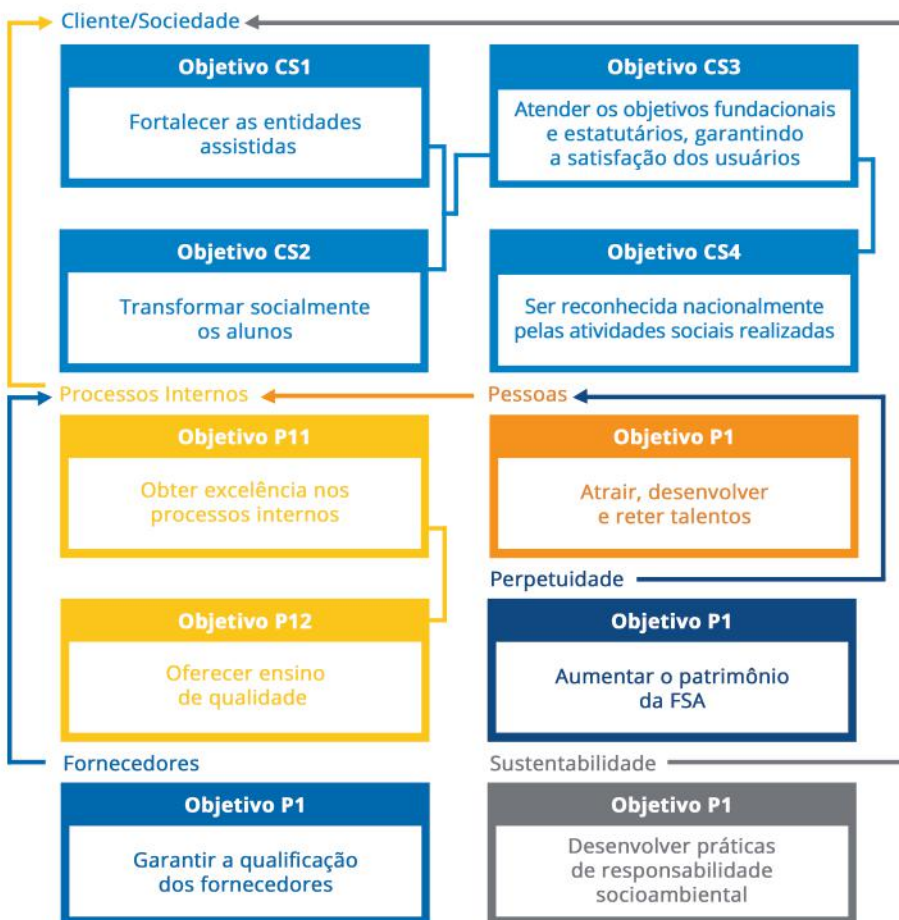 Cliente/Sociedade
Objetivo CS1
Fortalecer as entidades
assistidas
Objetivo CS3
Atender os objetivos fundacionais
e estatutários, garantindo
a satisfação dos usuários
Objetivo CS2
Transformar socialmente
os alunos
Objetivo CS4
Ser reconhecida nacionalmente
pelas atividades sociais realizadas
Processos Internos
Pessoas
Objetivo P11
Obter excelência nos
processos internos
Objetivo P1
Atrair, desenvolver
e reter talentos
Perpetuidade
Objetivo P12
Oferecer ensino
de qualidade
Objetivo P1
Aumentar o patrimônio
da FSA
Fornecedores
Sustentabilidade
Objetivo P1
Garantir a qualificação
dos fornecedores
Objetivo P1
Desenvolver práticas
de responsabilidade
socioambiental